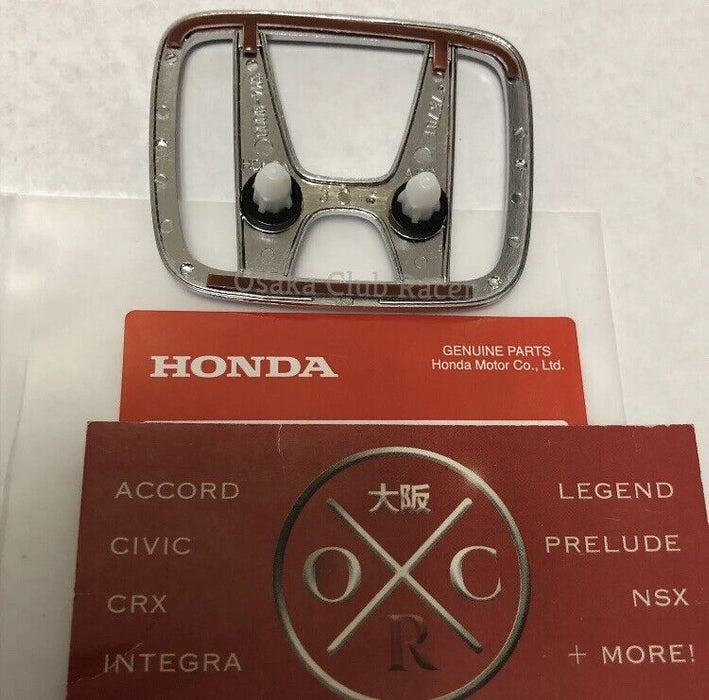 Osaka Club Racer
HONDA
GENUINE PARTS
Honda Motor Co., Ltd.
ACCORD
CIVIC
CRX
INTEGRA
大阪
O C
R
LEGEND
PRELUDE
NSX
+ MORE!